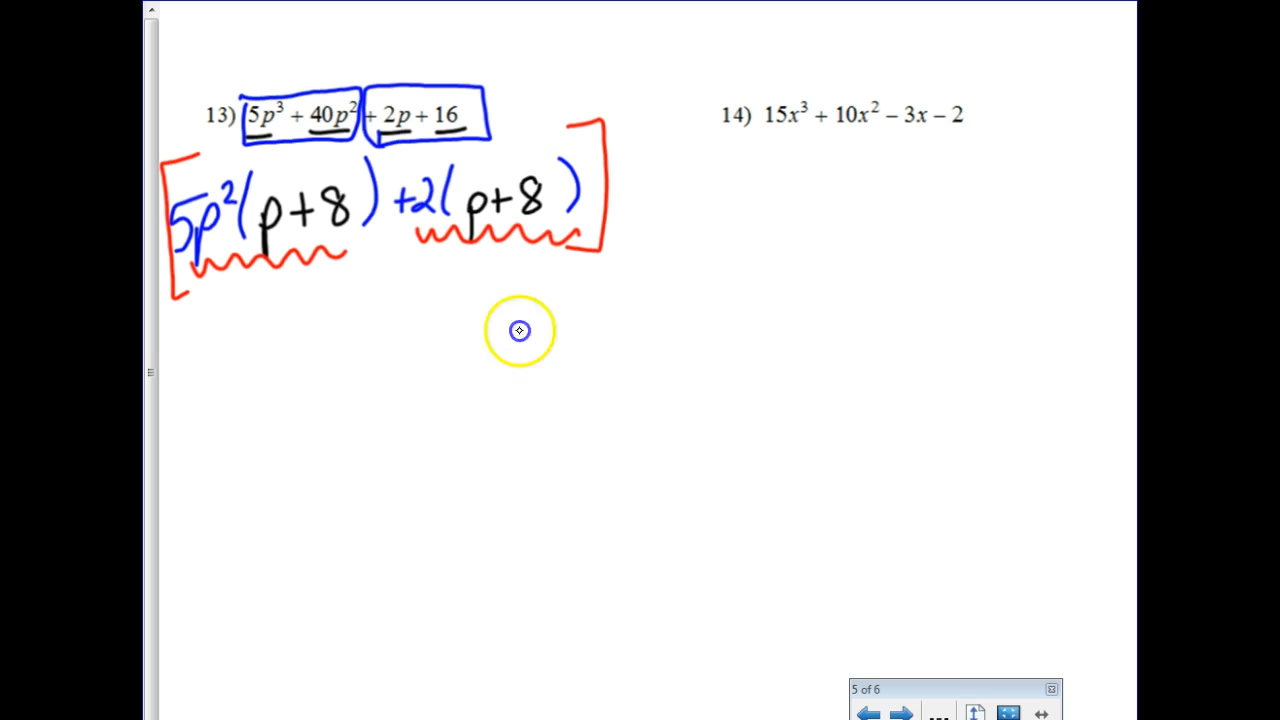 13) 5p³ + 40p² + 2p + 16
14) 15x³ + 10x² − 3x − 2
[5p²(p+8) +2(p+8)]
5 of 6